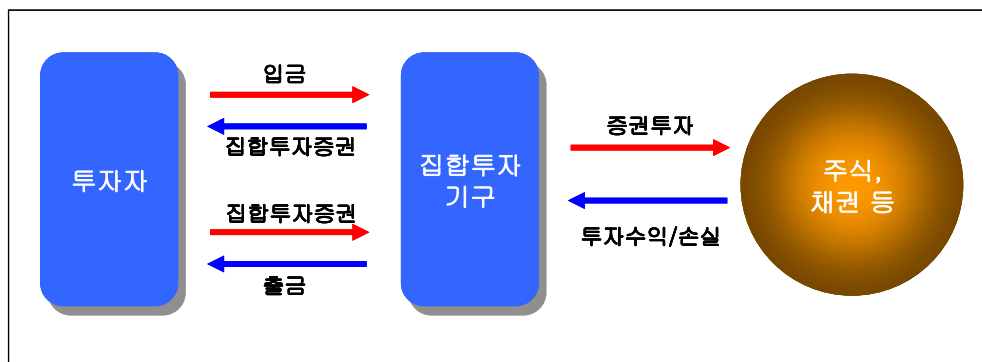 투자자
입금
집합투자증권
집합투자증권
출금
집합투자
기구
증권투자
투자수익/손실
주식,
채권 등